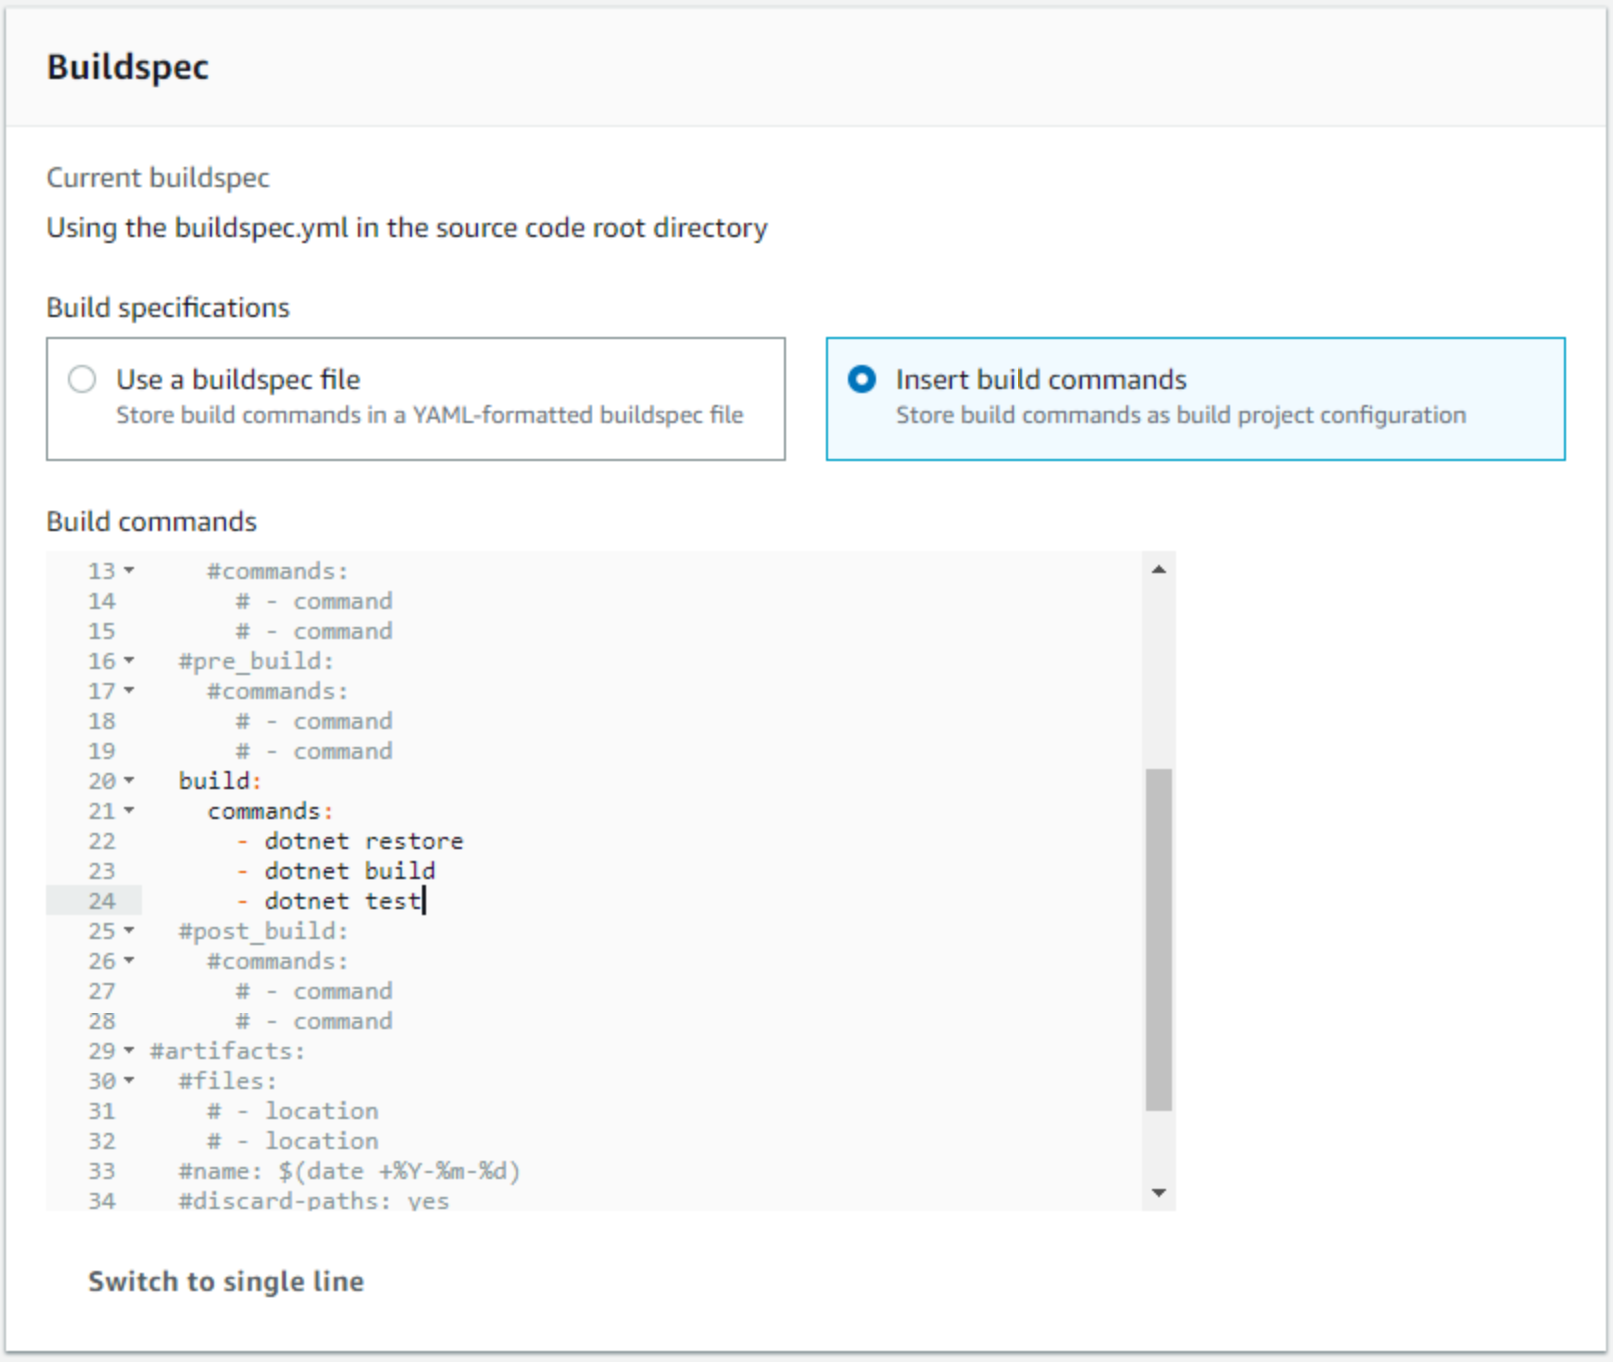 Buildspec
Current buildspec
Using the buildspec.yml in the source code root directory
Build specifications
Use a buildspec file
Store build commands in a YAML-formatted buildspec file
Insert build commands
Store build commands as build project configuration
Build commands
13 #commands:
14 # - command
15 # - command
16 #pre_build:
17 #commands:
18 # - command
19 # - command
20 build:
21 commands:
22 - dotnet restore
23 - dotnet build
24 - dotnet test
25 #post_build:
26 #commands:
27 # - command
28 # - command
29 #artifacts:
30 #files:
31 # - location
32 # - location
33 #name: $(date +%Y-%m-%d)
34 #discard-paths: yes
Switch to single line